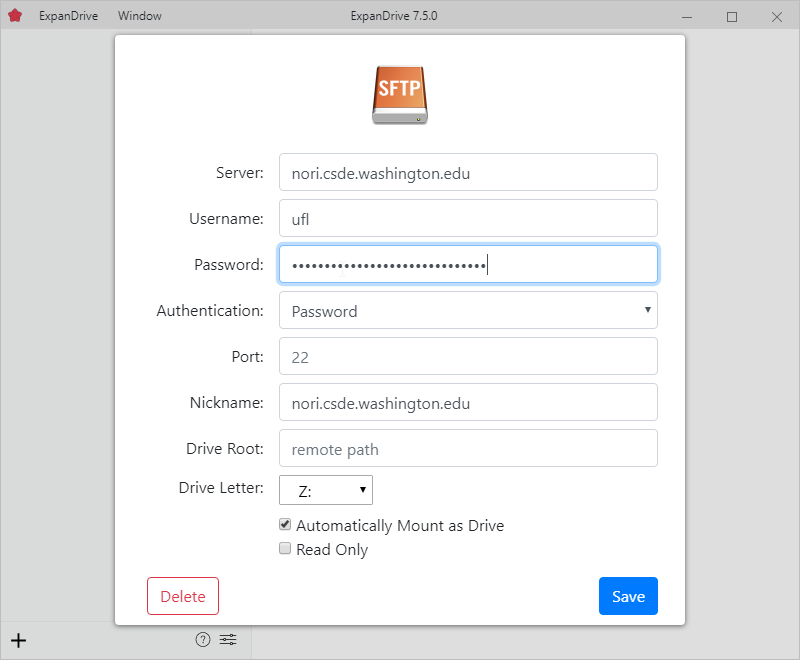 ExpanDrive Window ExpanDrive 7.5.0
SFTP
Server: nori.csde.washington.edu
Username: ufl
Password: ••••••••••••••••••••••••••••••
Authentication: Password
Port: 22
Nickname: nori.csde.washington.edu
Drive Root: remote path
Drive Letter: Z:
Automatically Mount as Drive
Read Only
Delete Save